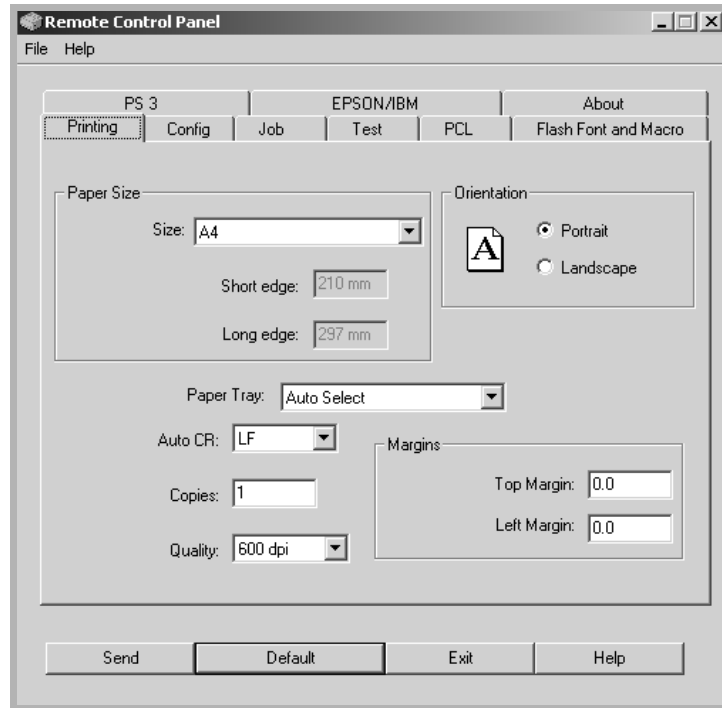 Remote Control Panel
File Help
PS 3 EPSON/IBM About
Printing Config Job Test PCL Flash Font and Macro
Paper Size
Size: A4
Short edge: 210 mm
Long edge: 297 mm
Orientation
A
Portrait
Landscape
Paper Tray: Auto Select
Auto CR: LF
Copies: 1
Quality: 600 dpi
Margins
Top Margin: 0.0
Left Margin: 0.0
Send Default Exit Help